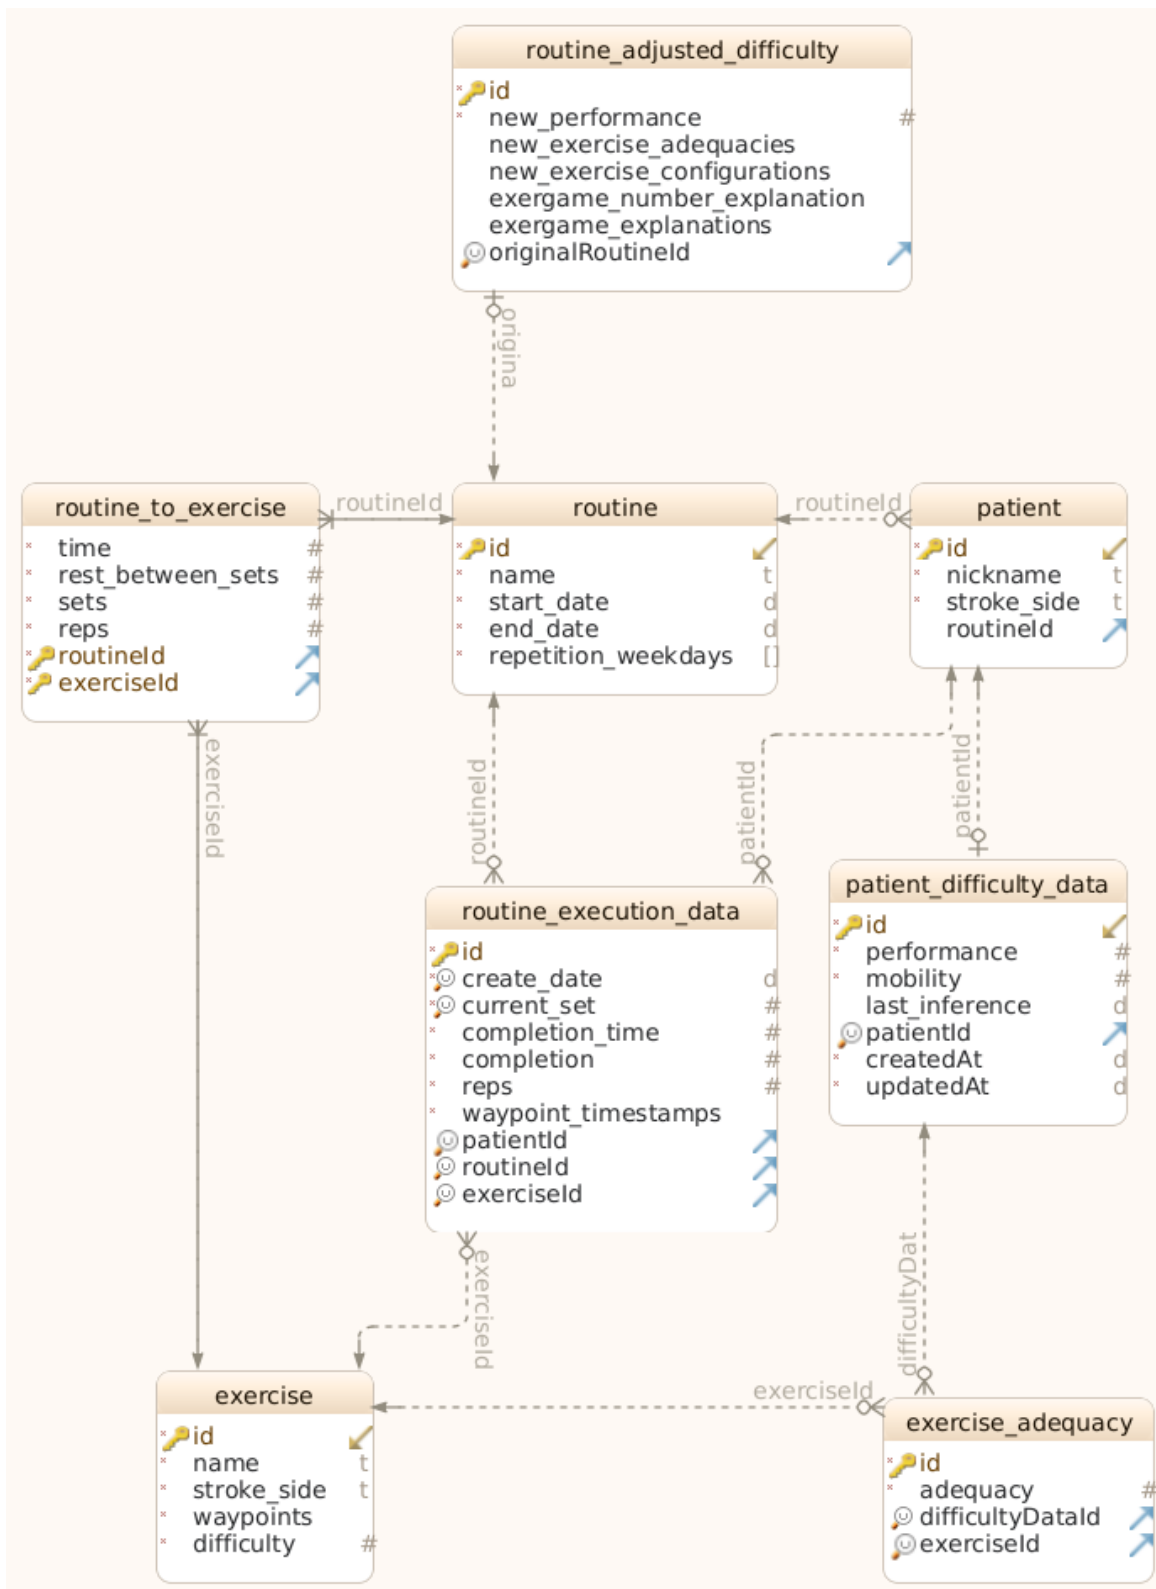 routine_adjusted_difficulty
id
new_performance #
new_exercise_adequacies
new_exercise_configurations
exergame_number_explanation
exergame_explanations
originalRoutineId
origina
routine_to_exercise
time #
rest_between_sets #
sets #
reps #
routineId
exerciseId
routineId
routine
id
name t
start_date d
end_date d
repetition_weekdays []
routineId
patient
id
nickname t
stroke_side t
routineId
exerciseId
routineId
patientId
patientId
routine_execution_data
id
create_date d
current_set #
completion_time #
completion #
reps #
waypoint_timestamps
patientId
routineId
exerciseId
patient_difficulty_data
id
performance #
mobility #
last_inference d
patientId
createdAt d
updatedAt d
exerciseId
difficultyDat
exercise
id
name t
stroke_side t
waypoints
difficulty #
exerciseId
exercise_adequacy
id
adequacy #
difficultyDataId
exerciseId